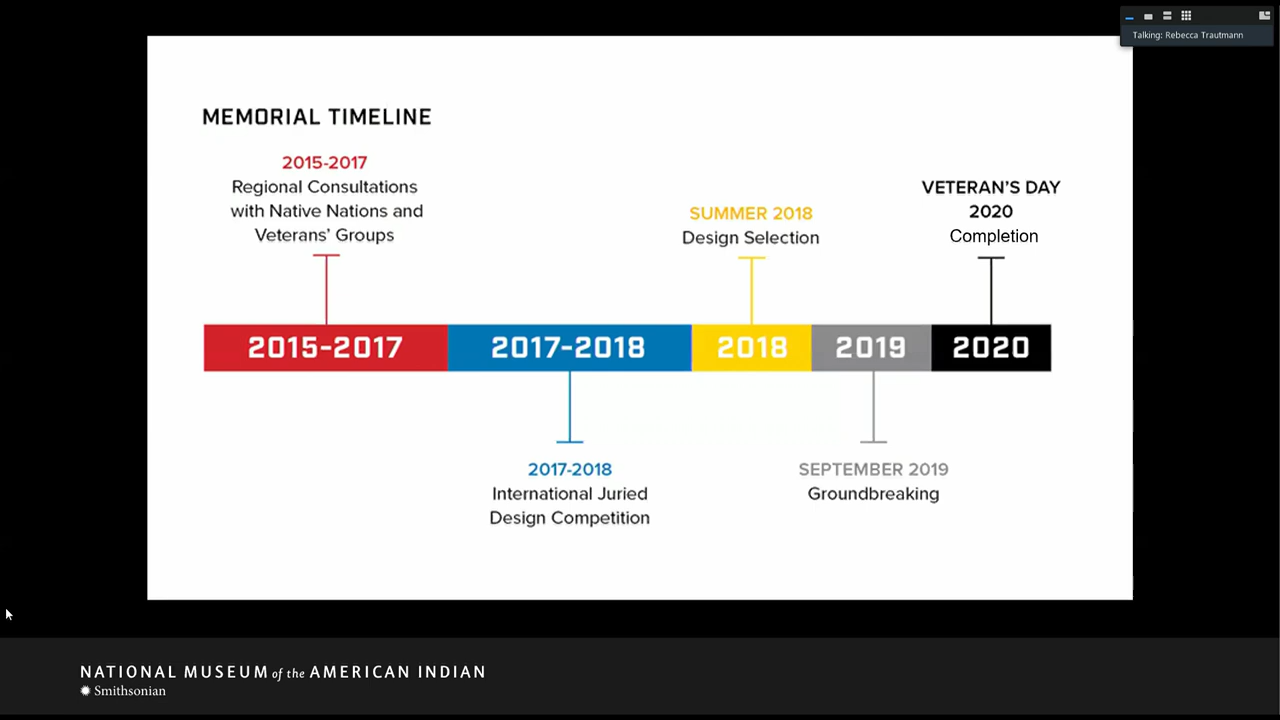 Talking: Rebecca Trautmann
MEMORIAL TIMELINE
2015-2017
Regional Consultations
with Native Nations and
Veterans' Groups
SUMMER 2018
Design Selection
VETERAN'S DAY
2020
Completion
2015-2017
2017-2018
2018
2019
2020
2017-2018
International Juried
Design Competition
SEPTEMBER 2019
Groundbreaking
NATIONAL MUSEUM of the AMERICAN INDIAN
Smithsonian